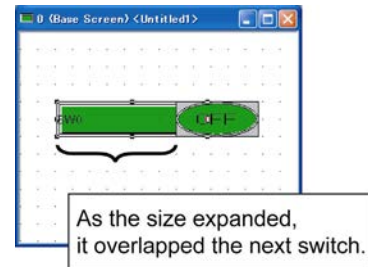 0 (Base Screen) <Untitled1>
SW0
As the size expanded,
it overlapped the next switch.